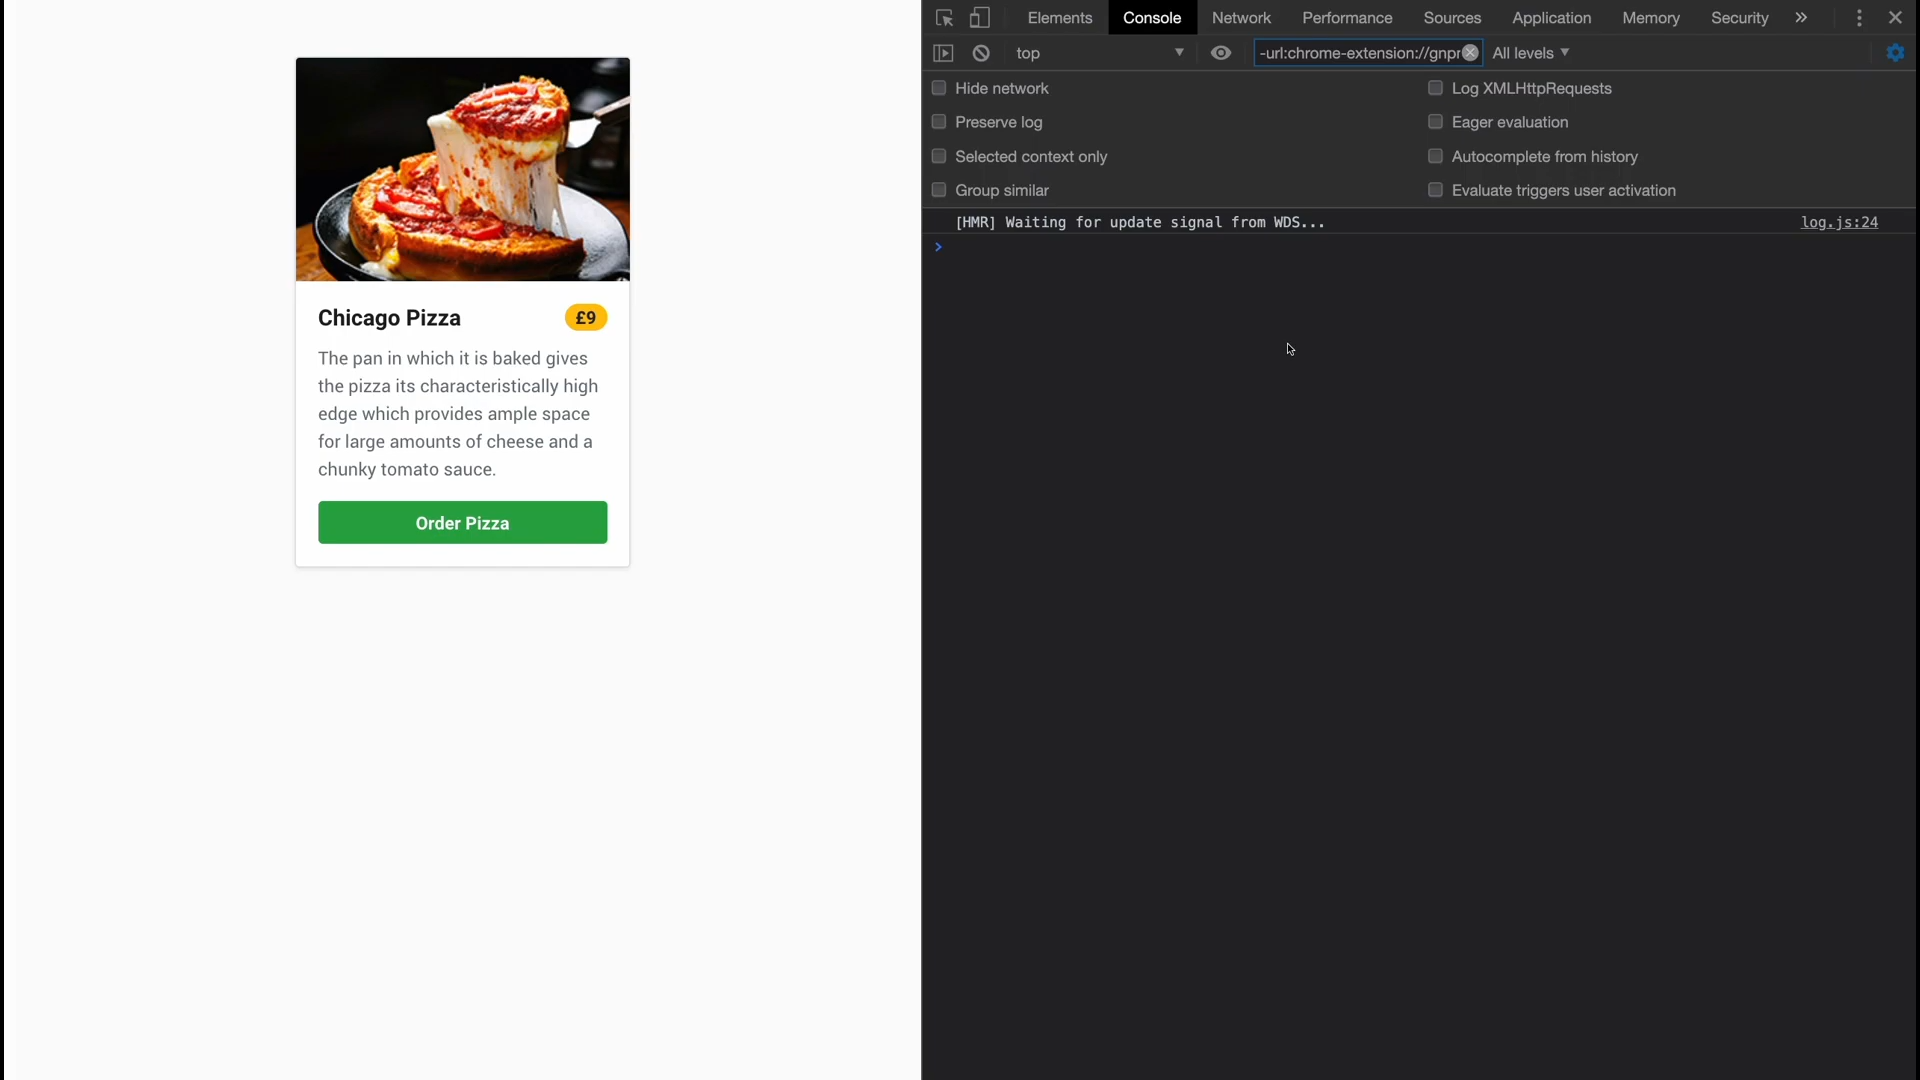 Elements Console Network Performance Sources Application Memory Security
top -url:chrome-extension://gnpr All levels
Hide network Log XMLHttpRequests
Preserve log Eager evaluation
Selected context only Autocomplete from history
Group similar Evaluate triggers user activation
[HMR] Waiting for update signal from WDS... log.js:24
Chicago Pizza £9
The pan in which it is baked gives
the pizza its characteristically high
edge which provides ample space
for large amounts of cheese and a
chunky tomato sauce.
Order Pizza